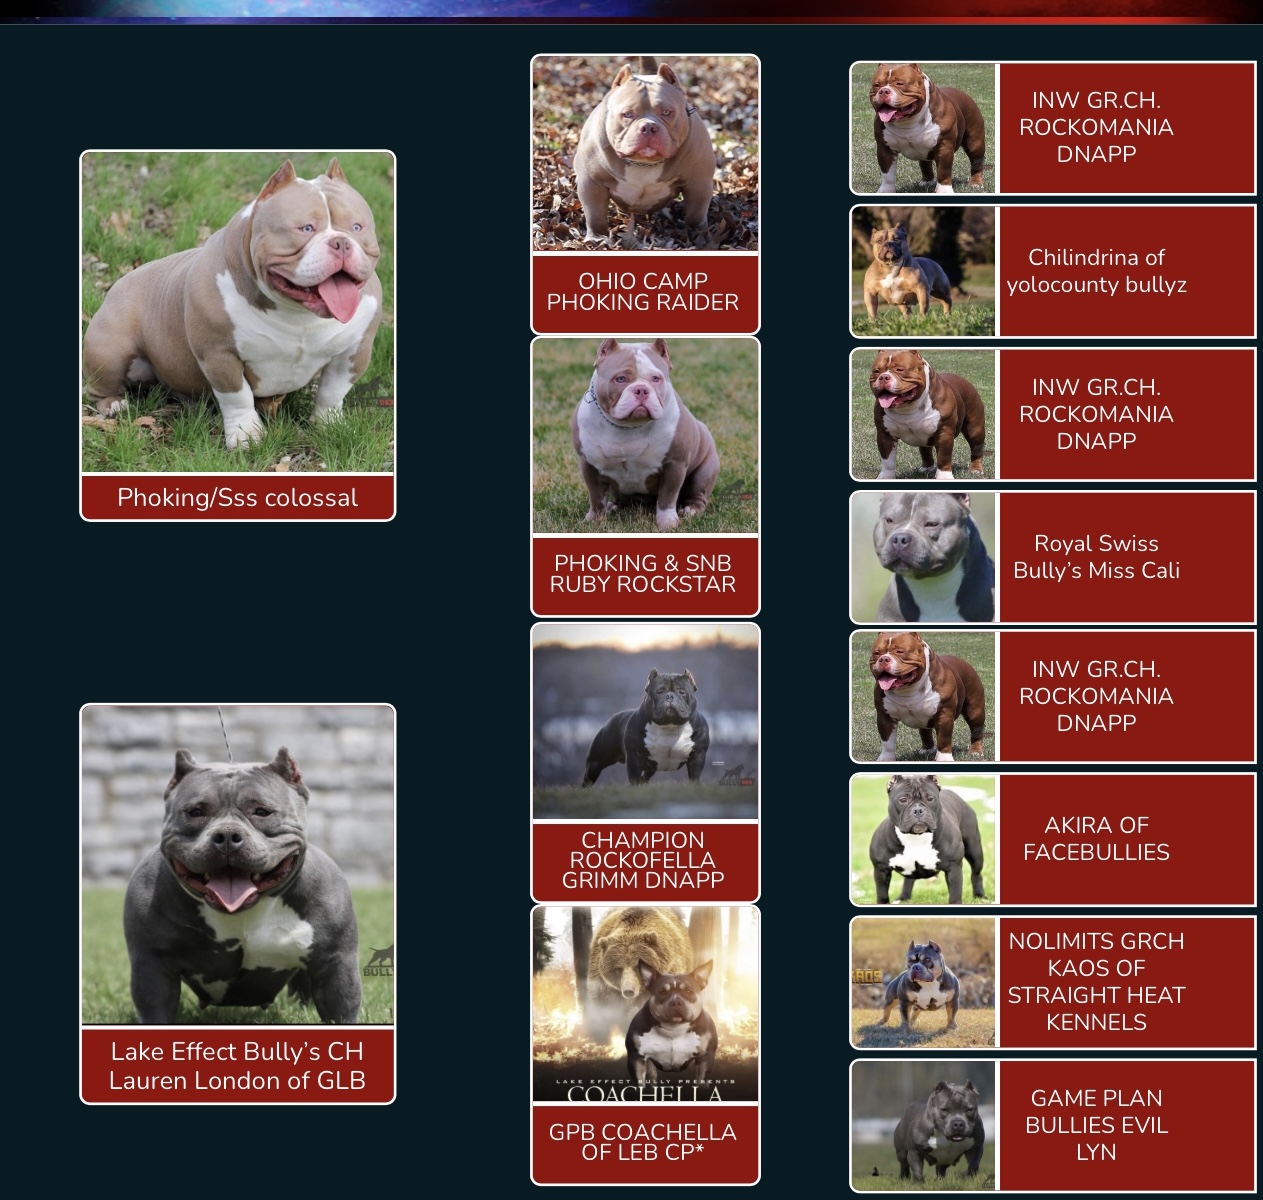 Phoking/Sss colossal
Lake Effect Bully’s CH
Lauren London of GLB
BULL
OHIO CAMP
PHOKING RAIDER
PHOKING & SNB
RUBY ROCKSTAR
CHAMPION
ROCKOFELLA
GRIMM DNAPP
LAKE EFFECT BULLY PRESENTS
COACHELLA
GPB COACHELLA
OF LEB CP*
INW GR.CH.
ROCKOMANIA
DNAPP
Chilindrina of
yolocounty bullyz
INW GR.CH.
ROCKOMANIA
DNAPP
Royal Swiss
Bully’s Miss Cali
INW GR.CH.
ROCKOMANIA
DNAPP
AKIRA OF
FACEBULLIES
KAOS
NOLIMITS GRCH
KAOS OF
STRAIGHT HEAT
KENNELS
GAME PLAN
BULLIES EVIL
LYN